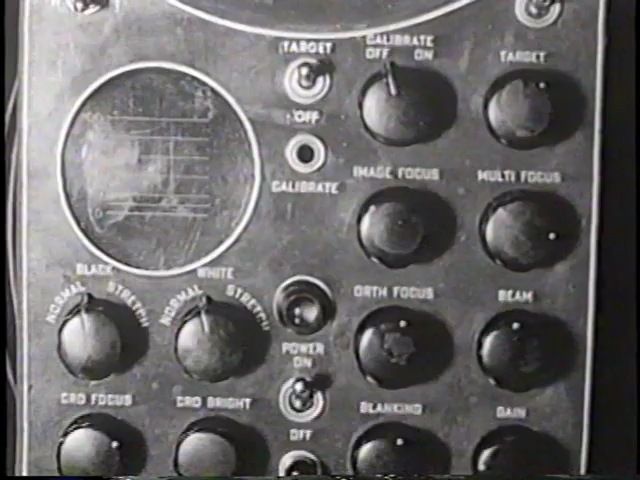 TARGET
CALIBRATE
OFF ON
TARGET
OFF
CALIBRATE
IMAGE FOCUS
MULTI FOCUS
BLACK
WHITE
NORMAL STRETCH
NORMAL STRETCH
ORTH FOCUS
BEAM
POWER
ON
CRO FOCUS
CRO BRIGHT
BLANKING
GAIN
OFF